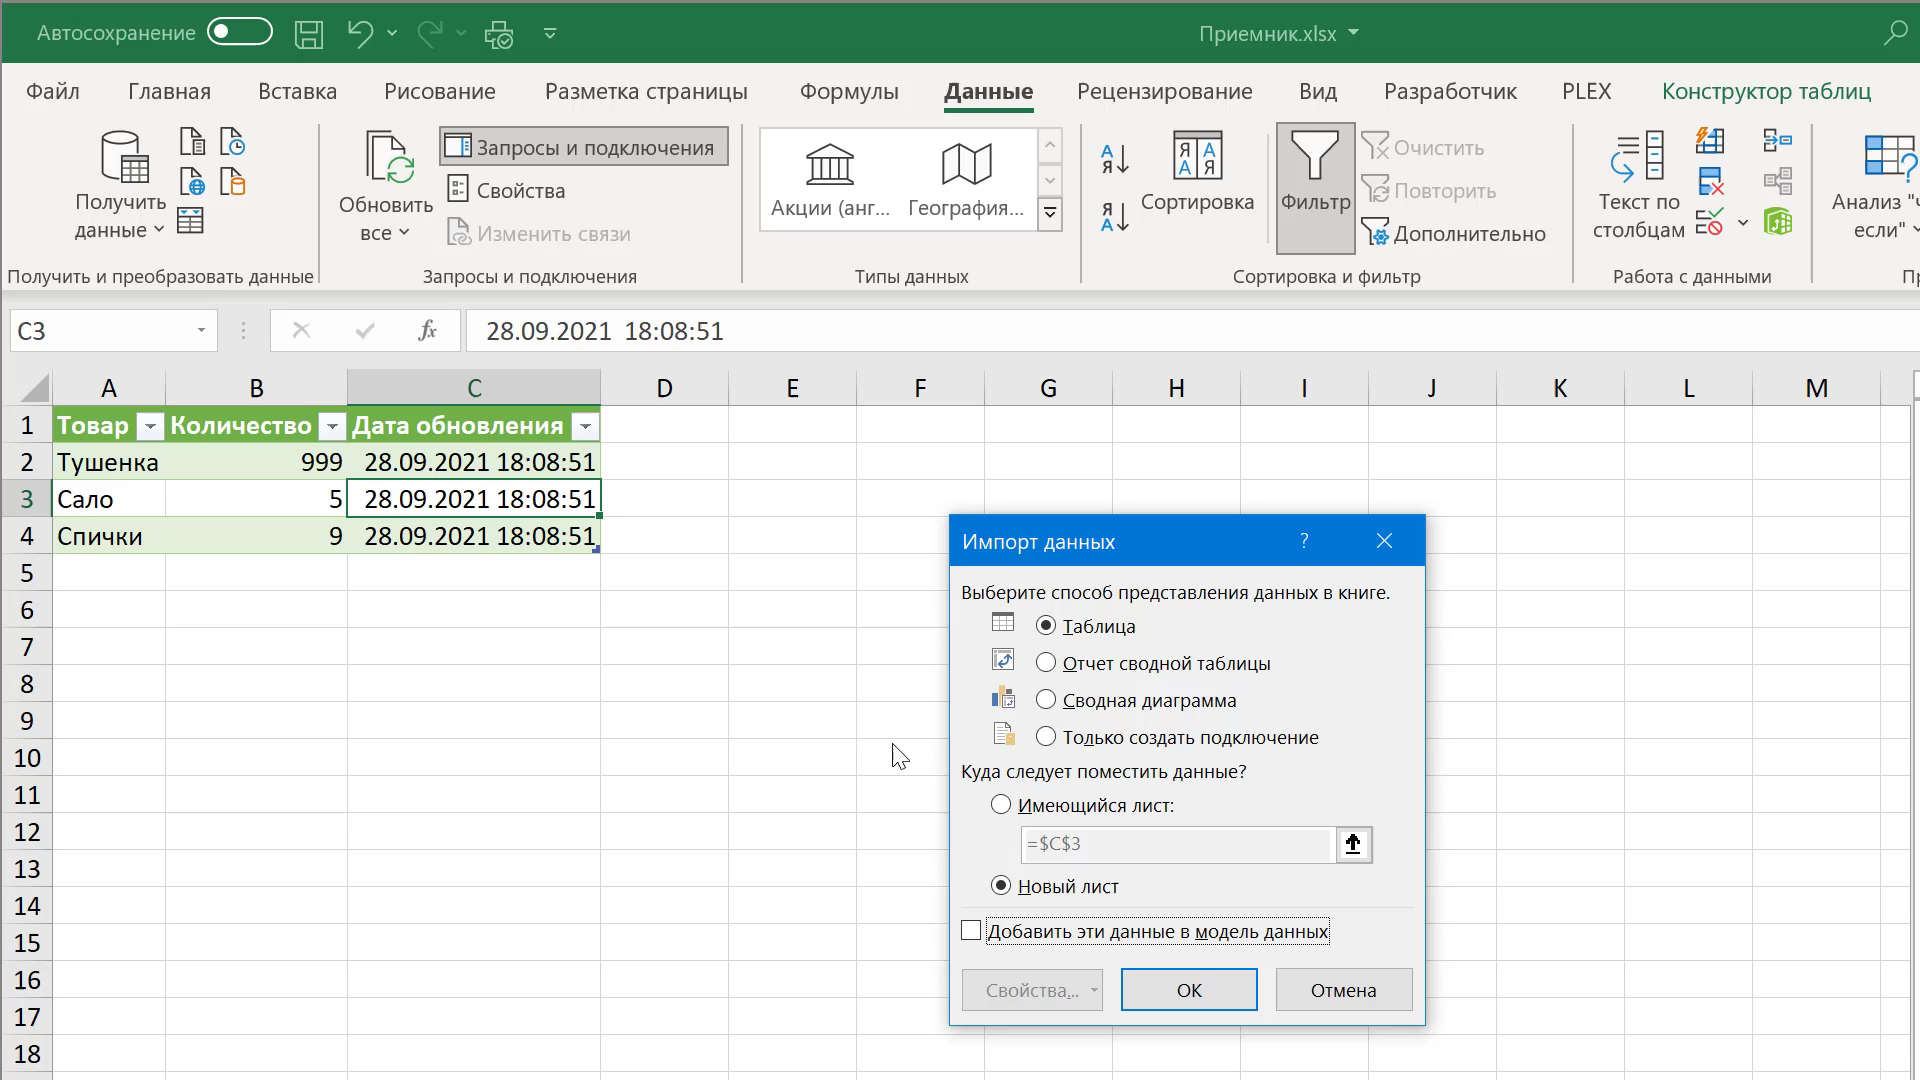 Автосохранение
Приемник.xlsx
Файл Главная Вставка Рисование Разметка страницы Формулы Данные Рецензирование Вид Разработчик PLEX Конструктор таблиц
Получить данные
Обновить все
Запросы и подключения
Свойства
Изменить связи
Акции (анг... География...
А Я
Я А
Я А А Я
Сортировка
Фильтр
Очистить
Повторить
Дополнительно
Текст по столбцам
Анализ "ч
если"
Получить и преобразовать данные Запросы и подключения Типы данных Сортировка и фильтр Работа с данными
C3 fx 28.09.2021 18:08:51
A B C D E F G H I J K L M
1 Товар Количество Дата обновления
2 Тушенка 999 28.09.2021 18:08:51
3 Сало 5 28.09.2021 18:08:51
4 Спички 9 28.09.2021 18:08:51
5
6
7
8
9
10
11
12
13
14
15
16
17
18
Импорт данных ?
Выберите способ представления данных в книге.
Таблица
Отчет сводной таблицы
Сводная диаграмма
Только создать подключение
Куда следует поместить данные?
Имеющийся лист:
=$C$3
Новый лист
Добавить эти данные в модель данных
Свойства... ОК Отмена